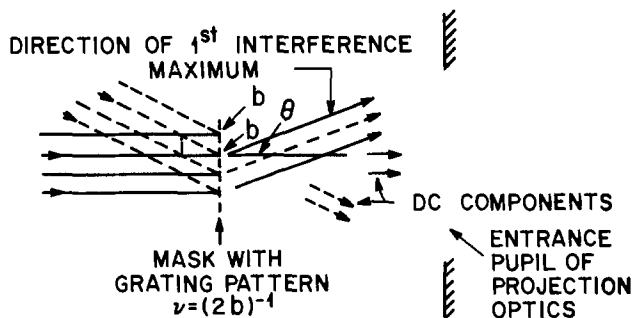 DIRECTION OF 1st INTERFERENCE
MAXIMUM
b
b
θ
DC COMPONENTS
MASK WITH
GRATING PATTERN
ν=(2b)-1
ENTRANCE
PUPIL OF
PROJECTION
OPTICS